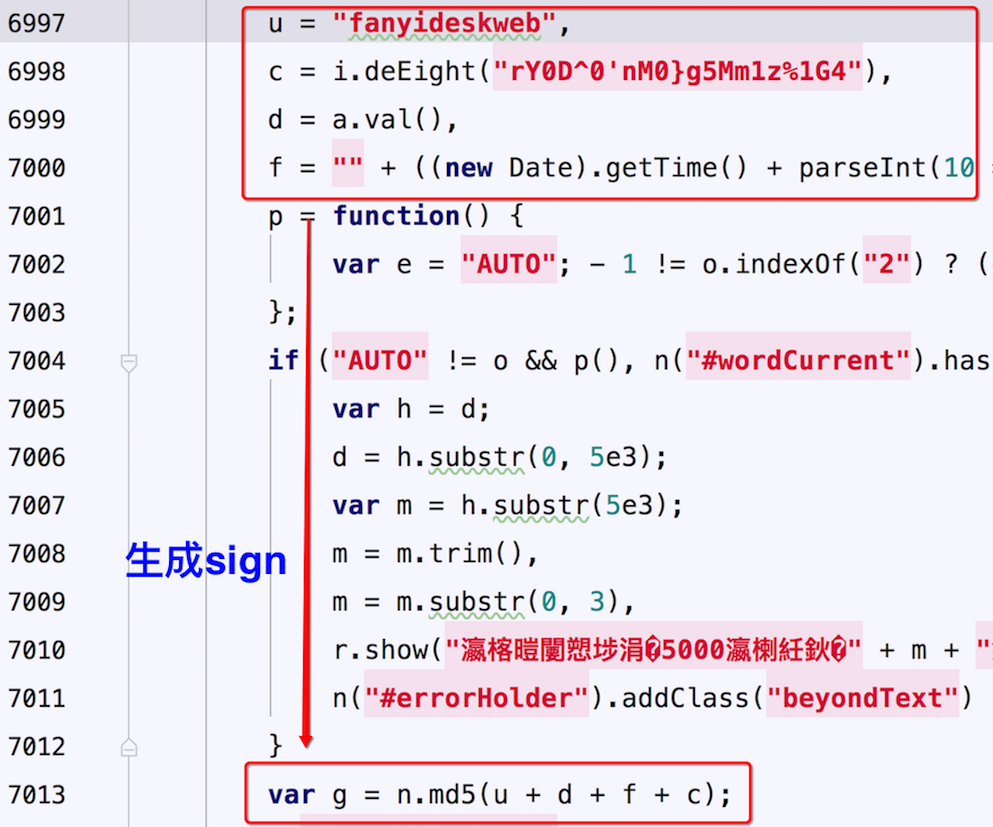 6997 u = "fanyideskweb",
6998 c = i.deEight("rY0D^0'nM0}g5Mm1z%1G4"),
6999 d = a.val(),
7000 f = "" + ((new Date).getTime() + parseInt(10
7001 p = function() {
7002 var e = "AUTO"; - 1 != o.indexOf("2") ? (
7003 };
7004 if ("AUTO" != o && p(), n("#wordCurrent").has
7005 var h = d;
7006 d = h.substr(0, 5e3);
7007 var m = h.substr(5e3);
生成sign
7008 m = m.trim(),
7009 m = m.substr(0, 3),
7010 r.show("瀛楁暟闄愬埗涓�5000瀛楋紝鈥�" + m + "
7011 n("#errorHolder").addClass("beyondText")
7012 }
7013 var g = n.md5(u + d + f + c);